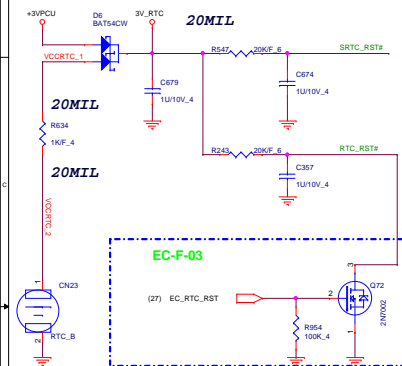 20MIL
+3VPCU
D6
BAT54CW
3V_RTC
R547
20K/F_6
SRTC_RST#
VCCRTC_1
C679
1U/10V_4
C674
1U/10V_4
20MIL
R634
1K/F_4
R243
20K/F_6
RTC_RST#
20MIL
C357
1U/10V_4
C
VCCRTC_2
EC-F-03
CN23
1
2
RTC_B
(27) EC_RTC_RST
3
2
1
Q72
2N7002
R954
100K_4